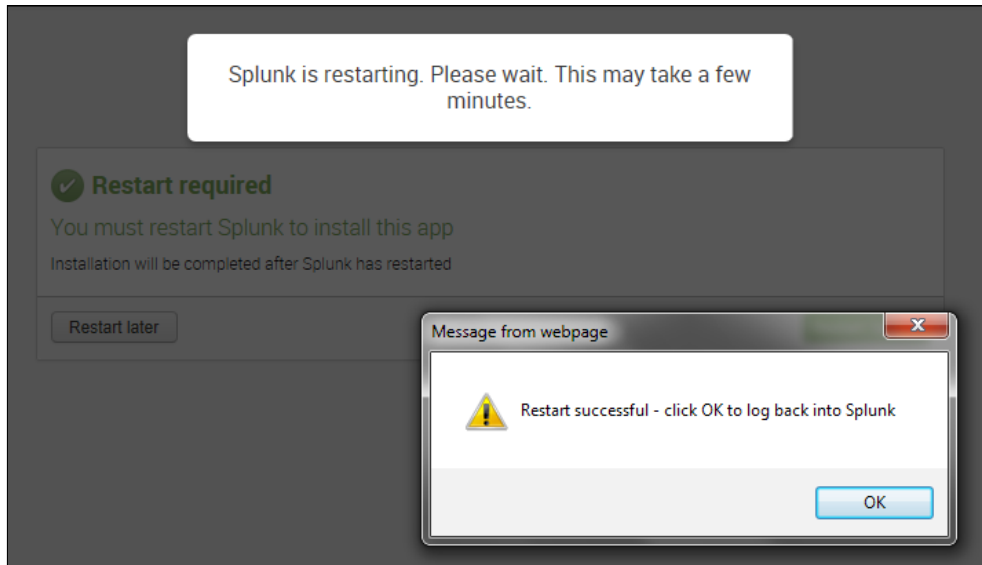 Splunk is restarting. Please wait. This may take a few
minutes.
Restart required
You must restart Splunk to install this app
Installation will be completed after Splunk has restarted
Restart later
Message from webpage
Restart successful - click OK to log back into Splunk
OK